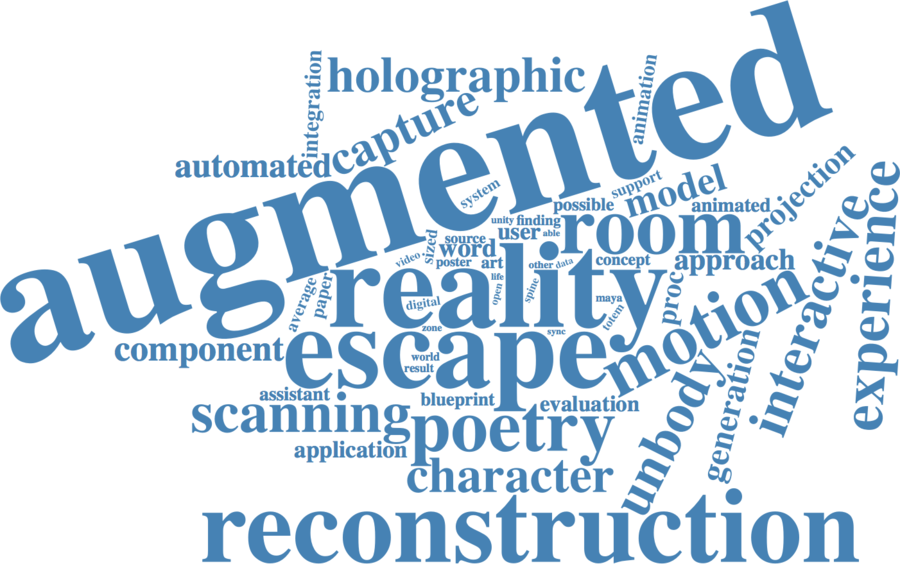 augmented
holographic
integration
capture
animation
automated
system
support
model
possible
animated
projection
unity
finding
user
able
room
source
word
sized
video
poster
art
other
data
concept
approach
interactive
experience
reality
life
open
spine
average
paper
digital
maya
totem
proc
motion
zone
sync
component
escape
world
result
unbody
generation
assistant
blueprint
evaluation
scanning
poetry
application
character
reconstruction